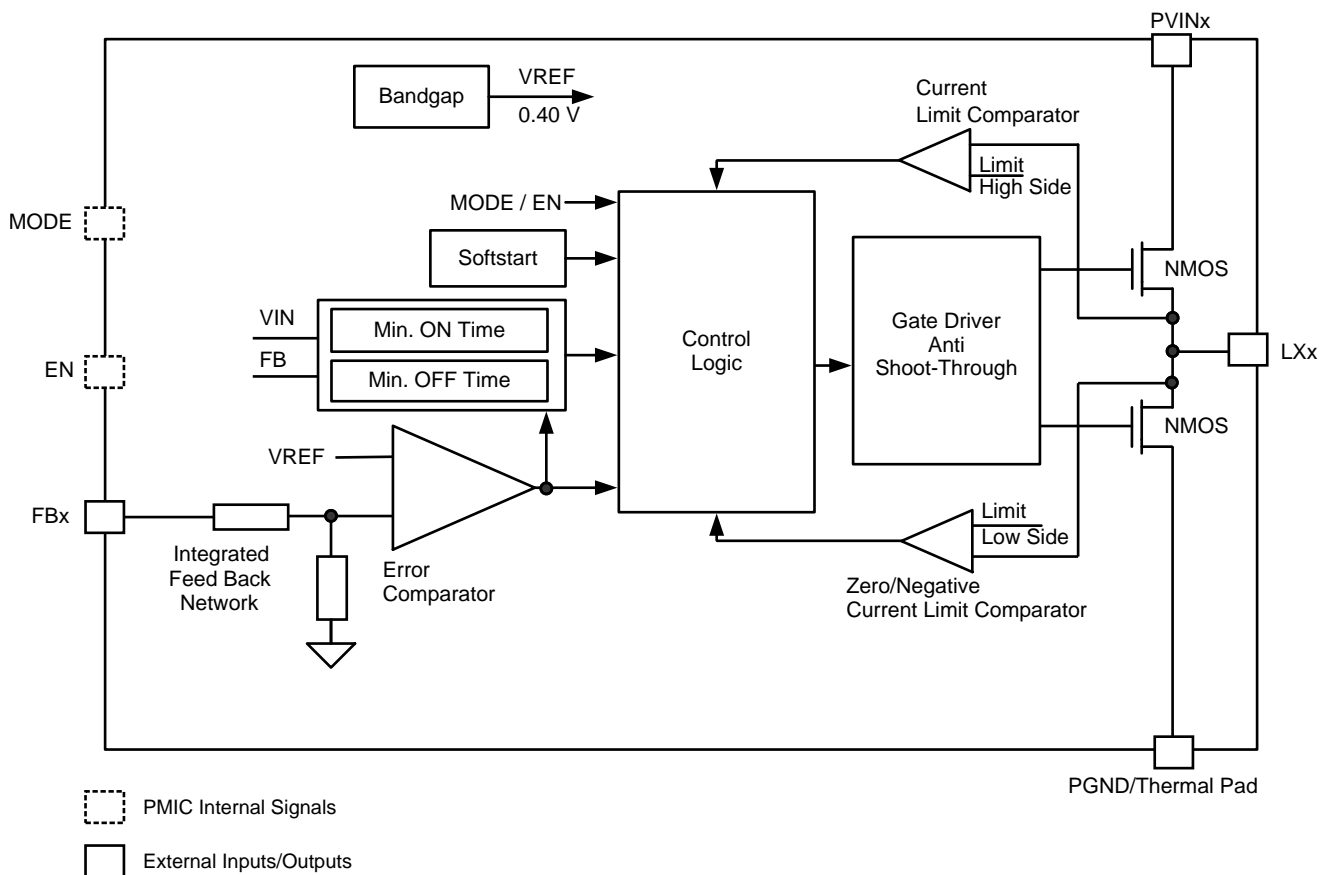 PVINx
Bandgap
VREF
0.40 V
Current
Limit Comparator
Limit
High Side
MODE
MODE / EN
Softstart
NMOS
VIN
FB
Min. ON Time
Min. OFF Time
Control
Logic
Gate Driver
Anti
Shoot-Through
LXx
EN
NMOS
VREF
FBx
Integrated
Feed Back
Network
Error
Comparator
Limit
Low Side
Zero/Negative
Current Limit Comparator
PGND/Thermal Pad
PMIC Internal Signals
External Inputs/Outputs